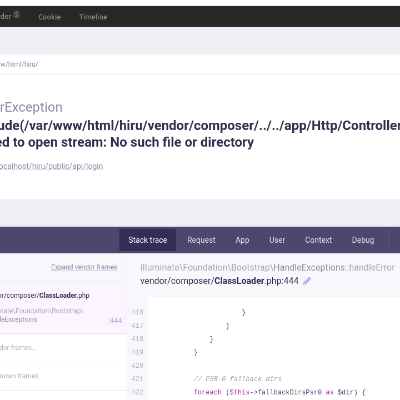 der 5 Cookie Timeline
w/html/hiru/
rException
ude(/var/www/html/hiru/vendor/composer/../../app/Http/Controller
ed to open stream: No such file or directory
ocalhost/hiru/public/api/login
Stack trace Request App User Context Debug
Expand vendor frames
Illuminate\Foundation\Bootstrap\HandleExceptions::handleError
vendor/composer/ClassLoader.php:444
or/composer/ClassLoader.php
inate\Foundation\Bootstrap\
leExceptions :444
dor frames…
nown frames
416 }
417 }
418 }
419 }
420
421 // PSR-0 fallback dirs
422 foreach ($this->fallbackDirsPsr0 as $dir) {